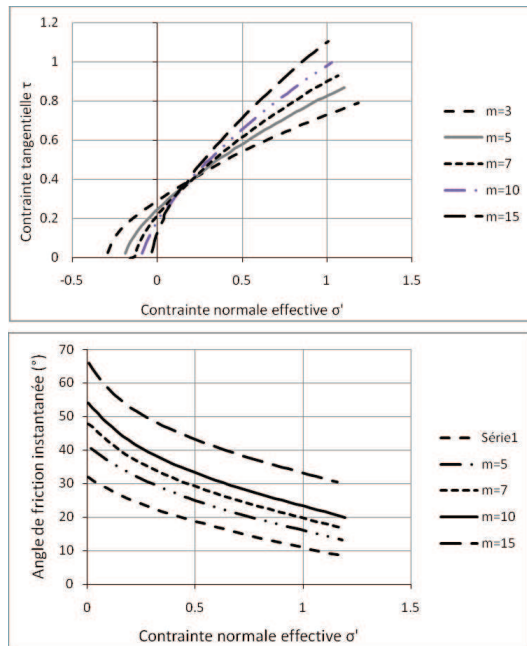 1.2
1
0.8
0.6
0.4
0.2
0
-0.5 0 0.5 1 1.5
Contrainte tangentielle τ
Contrainte normale effective σ'
m=3
m=5
m=7
m=10
m=15
70
60
50
40
30
20
10
0
0 0.5 1 1.5
Angle de friction instantanée (°)
Contrainte normale effective σ'
Série1
m=5
m=7
m=10
m=15